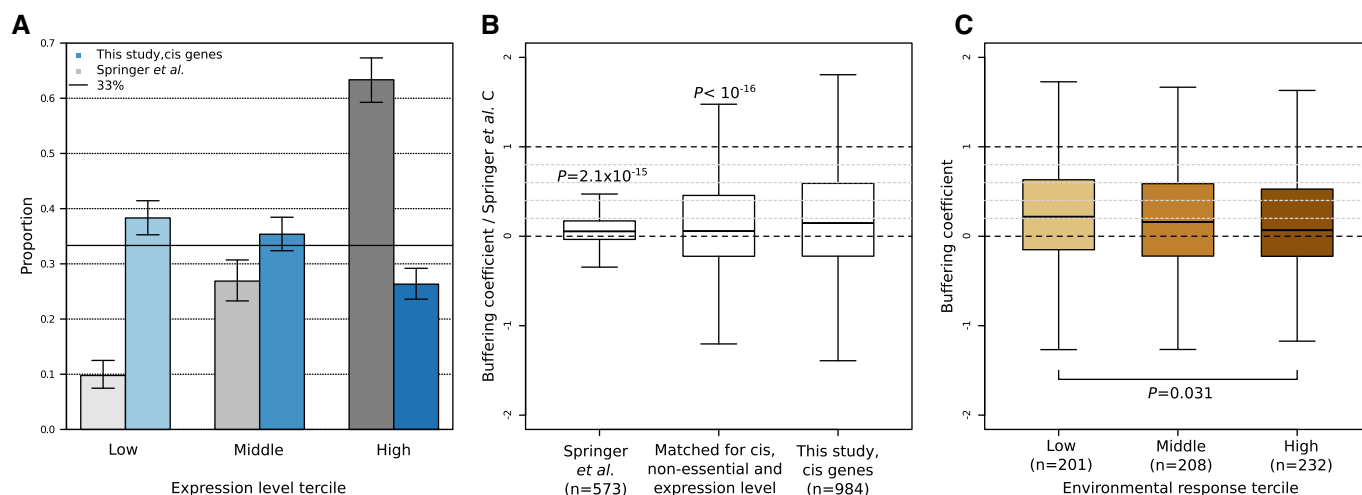 A
0.7
0.6
0.5
0.4
0.3
0.2
0.1
0.0
Proportion
This study,cis genes
Springer et al.
33%
Low
Middle
High
Expression level tercile
B
2
1
0
-1
-2
Buffering coefficient / Springer et al. C
P=2.1x10-15
P< 10-16
Springer
et al.
(n=573)
Matched for cis,
non-essential and
expression level
This study,
cis genes
(n=984)
C
2
1
0
-1
-2
Buffering coefficient
P=0.031
Low
(n=201)
Middle
(n=208)
High
(n=232)
Environmental response tercile